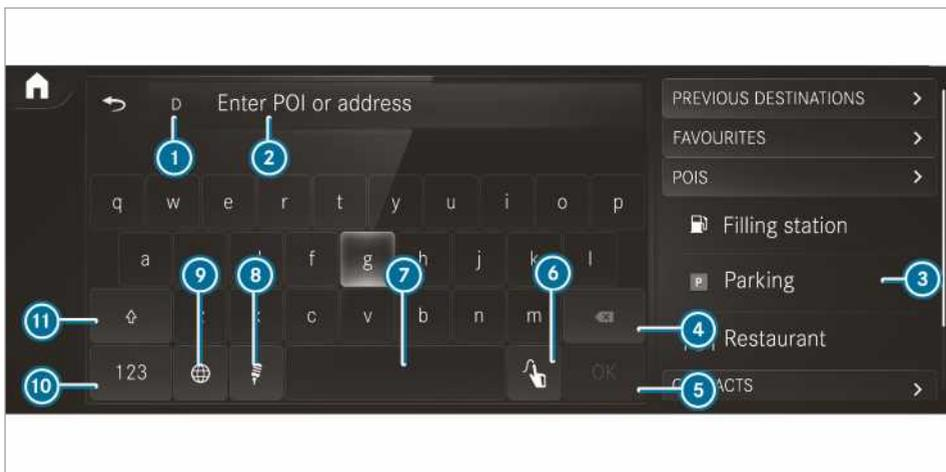 D Enter POI or address
1 2
q w e r t y u i o p
a f g h j k l
9 8 7 6
11 c v b n m 4
10 123 OK 5
PREVIOUS DESTINATIONS >
FAVOURITES >
POIS >
Filling station
P Parking 3
Restaurant
ACTS >